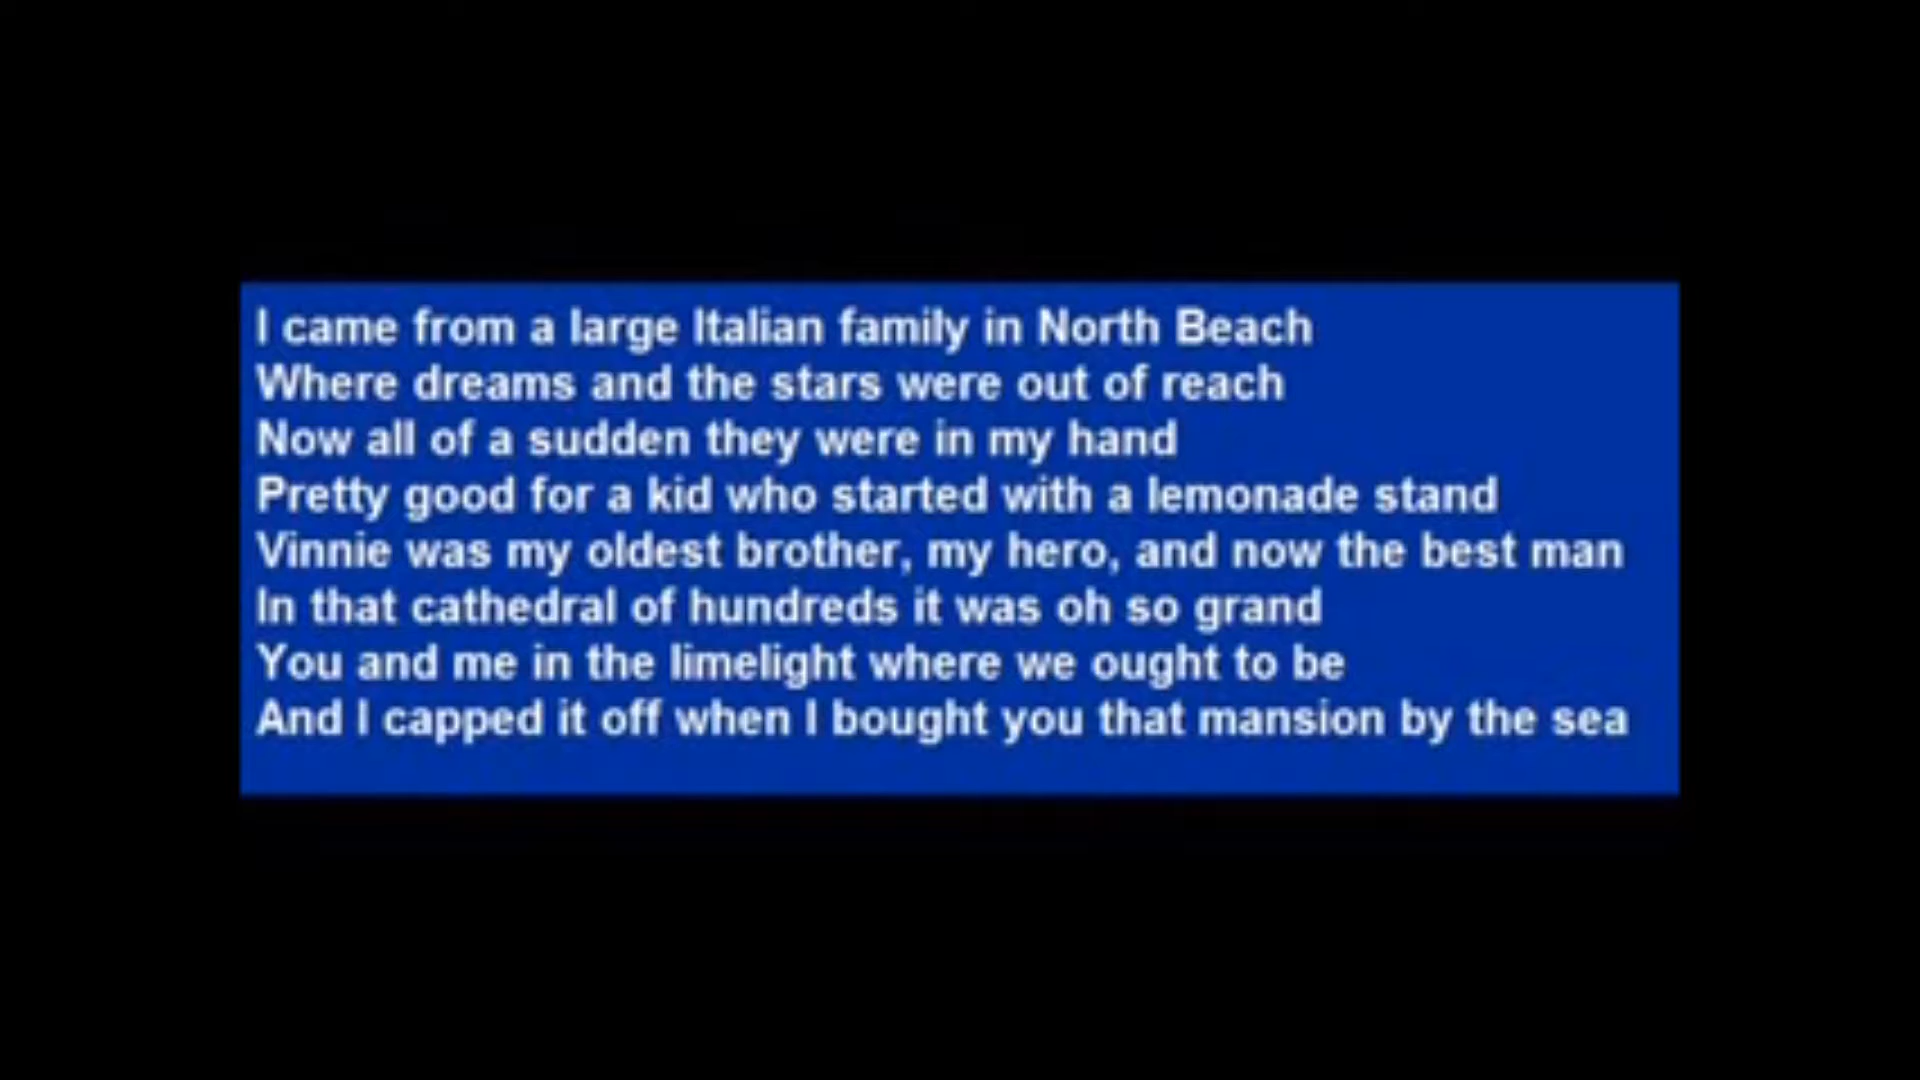 I came from a large Italian family in North Beach
Where dreams and the stars were out of reach
Now all of a sudden they were in my hand
Pretty good for a kid who started with a lemonade stand
Vinnie was my oldest brother, my hero, and now the best man
In that cathedral of hundreds it was oh so grand
You and me in the limelight where we ought to be
And I capped it off when I bought you that mansion by the sea